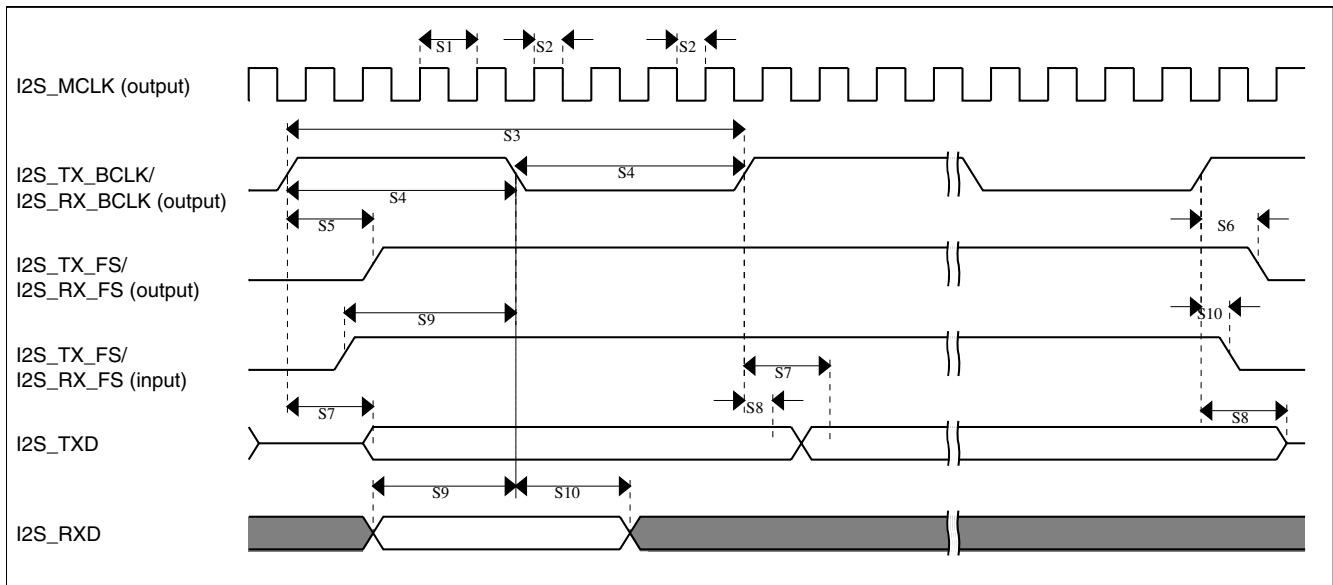 S1 S2 S2
I2S_MCLK (output)
S3
I2S_TX_BCLK/
I2S_RX_BCLK (output)
S4
S4
S5 S6
I2S_TX_FS/
I2S_RX_FS (output)
S9 S10
I2S_TX_FS/
I2S_RX_FS (input)
S7
S7 S8 S8
I2S_TXD
S9 S10
I2S_RXD